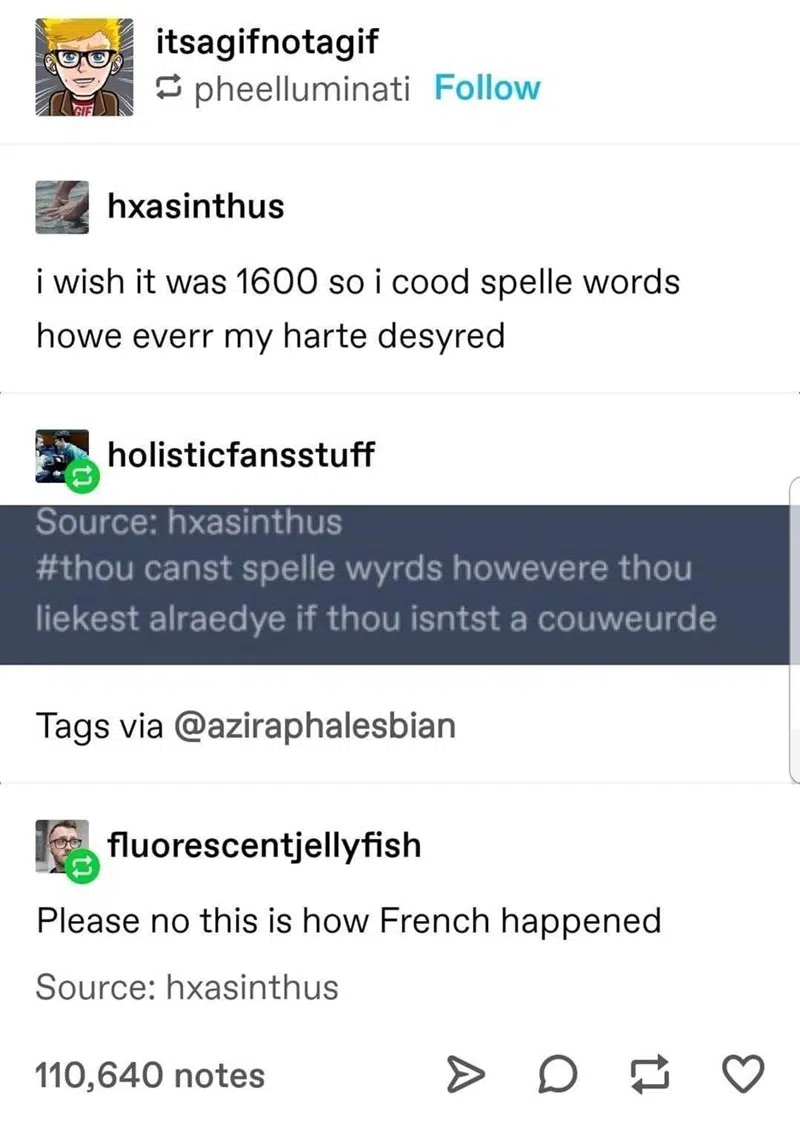 itsagifnotagif
pheelluminati Follow
GIF
hxasinthus
i wish it was 1600 so i cood spelle words
howe everr my harte desyred
holisticfansstuff
Source: hxasinthus
#thou canst spelle wyrds howevere thou
liekest alraedye if thou isntst a couweurde
Tags via @aziraphalesbian
fluorescentjellyfish
Please no this is how French happened
Source: hxasinthus
110,640 notes